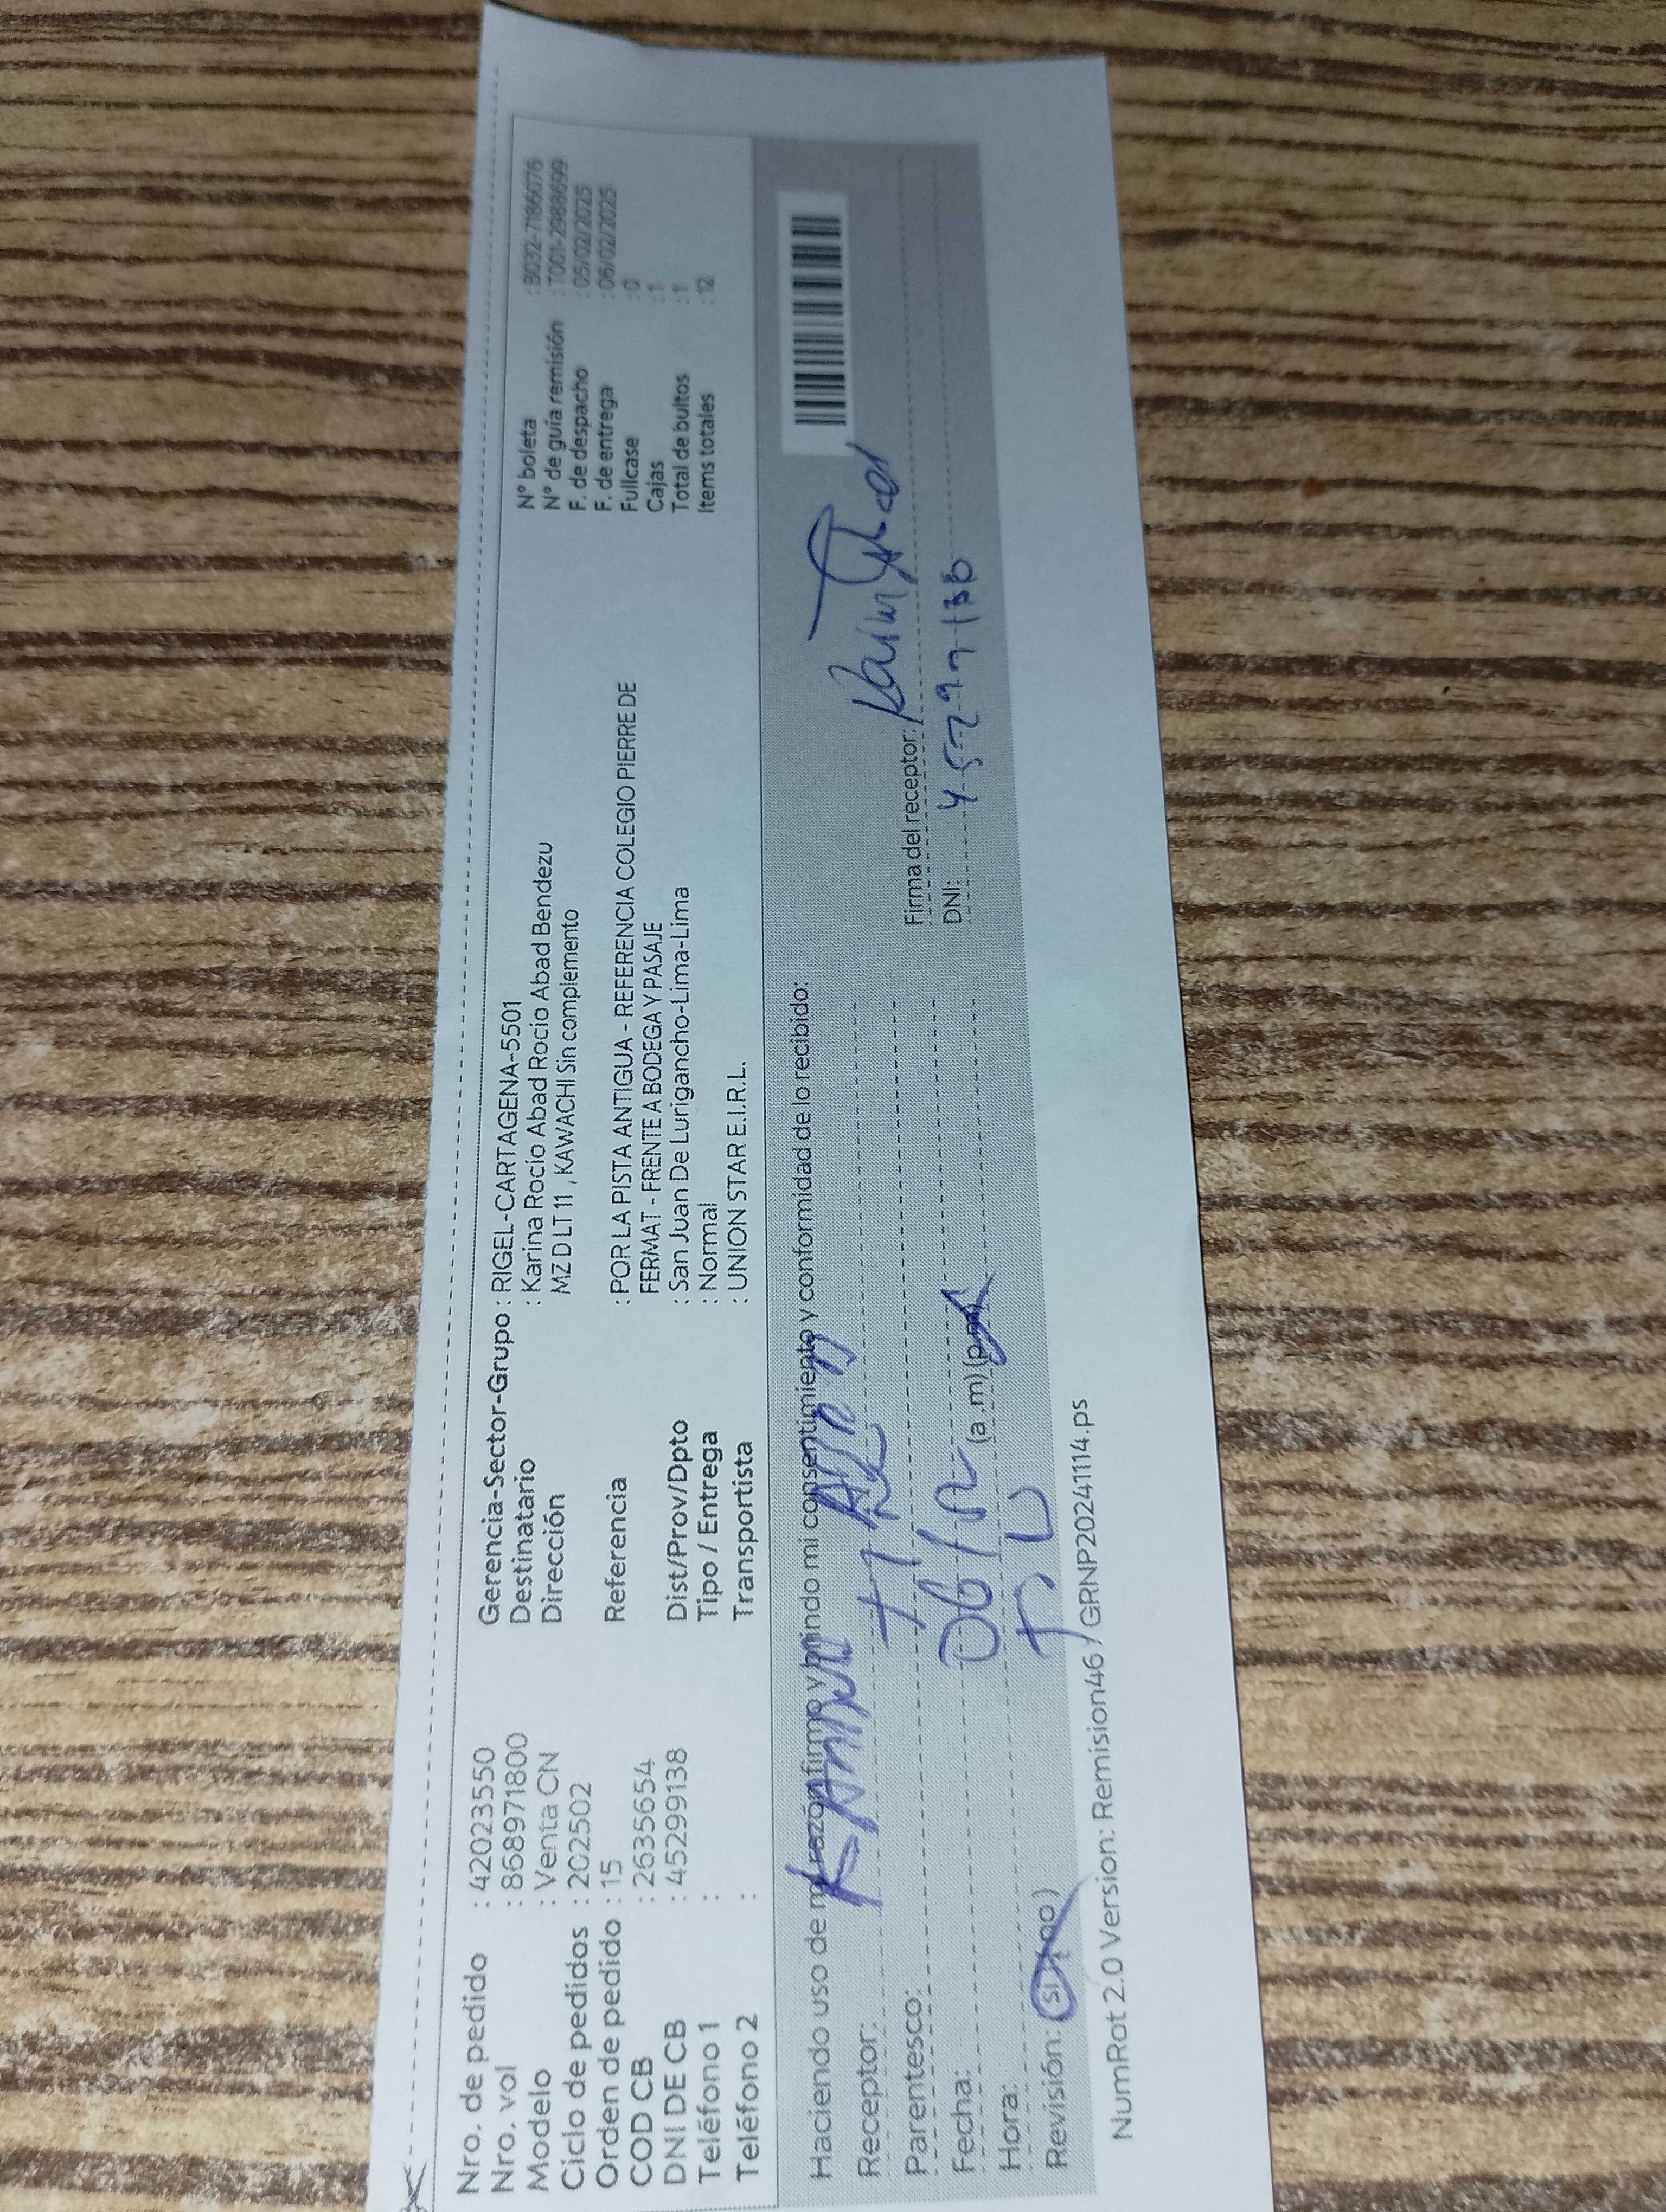 Nro. de pedido : 42023550
Nro. vol : 86897180​0
Modelo : Venta CN
Ciclo de pedidos : 202502
Orden de pedido : 15
COD CB : 26356654
DNI DE CB : 45299138
Teléfono 1 :
Teléfono 2 :
Gerencia-Sector-Grupo : RIGEL-CARTAGENA-5501
Destinatario : Karina Rocio Abad Rocio Abad Bendezu
Dirección MZ D LT 11 , KAWACHI Sin complemento
Referencia : POR LA PISTA ANTIGUA - REFERENCIA COLEGIO PIERRE DE
FERMAT - FRENTE A BODEGA Y PASAJE
Dist/Prov/Dpto : San Juan De Lurigancho-Lima-Lima
Tipo / Entrega : Normal
Transportista : UNION STAR E.I.R.L.
N° boleta : B032-7186076
N° de guía remisión : T001-29888699
F. de despacho : 05/02/2025
F. de entrega : 06/02/2025
Fullcase : 0
Cajas : 1
Total de bultos : 1
Items totales : 12
Haciendo uso de mi razón firmo y brindo mi consentimiento y conformidad de lo recibido:
Receptor:
Parentesco:
Fecha: 06/
Hora: (a.m) (p.m)
Revisión: (si) (no)
Firma del receptor:
DNI: 45299138
NumRot 2.0 Version: Remision46 / GRNP20241114.ps